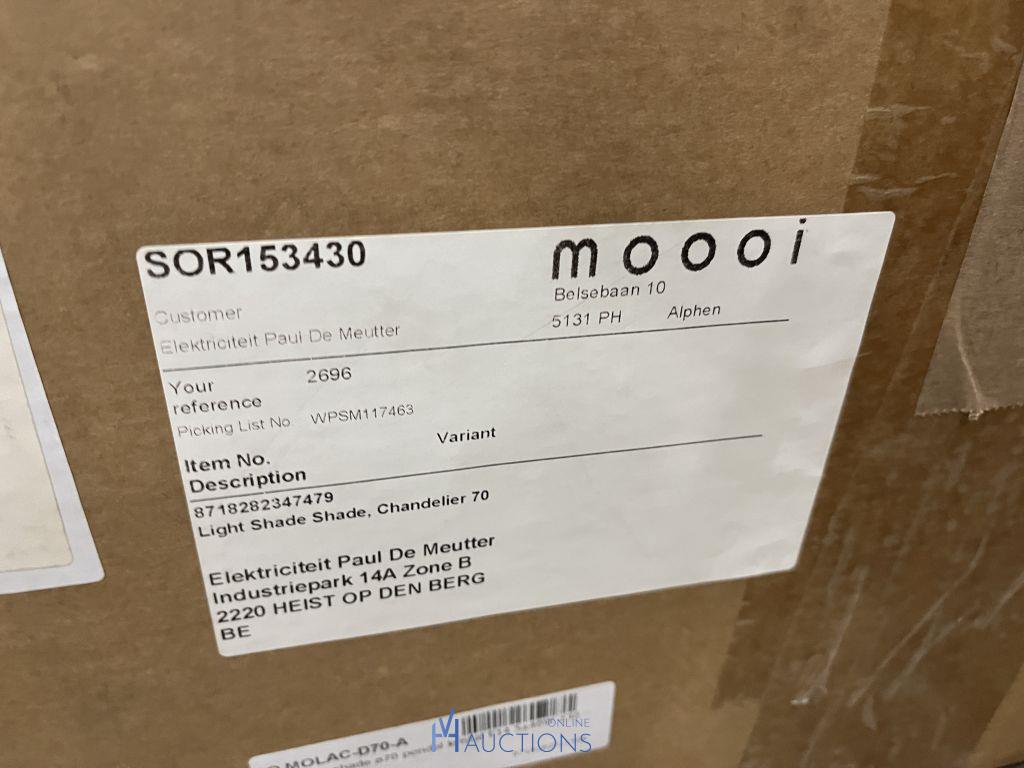 SOR153430
moooi
Belsebaan 10
5131 PH Alphen
Customer
Elektriciteit Paul De Meutter
Your reference 2696
Picking List No. WPSM117463
Item No. Variant
Description
8718282347479
Light Shade Shade, Chandelier 70
Elektriciteit Paul De Meutter
Industriepark 14A Zone B
2220 HEIST OP DEN BERG
BE
MOLAC-D70-A
ø70
ONLINE
AUCTIONS